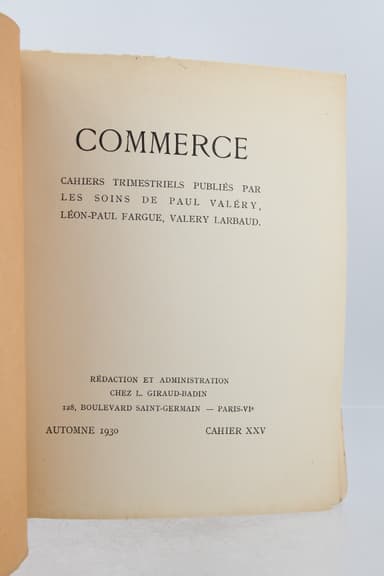 COMMERCE
CAHIERS TRIMESTRIELS PUBLIÉS PAR
LES SOINS DE PAUL VALÉRY,
LÉON-PAUL FARGUE, VALERY LARBAUD.
RÉDACTION ET ADMINISTRATION
CHEZ L. GIRAUD-BADIN
128, BOULEVARD SAINT-GERMAIN — PARIS-VIᵉ
AUTOMNE 1930 CAHIER XXV